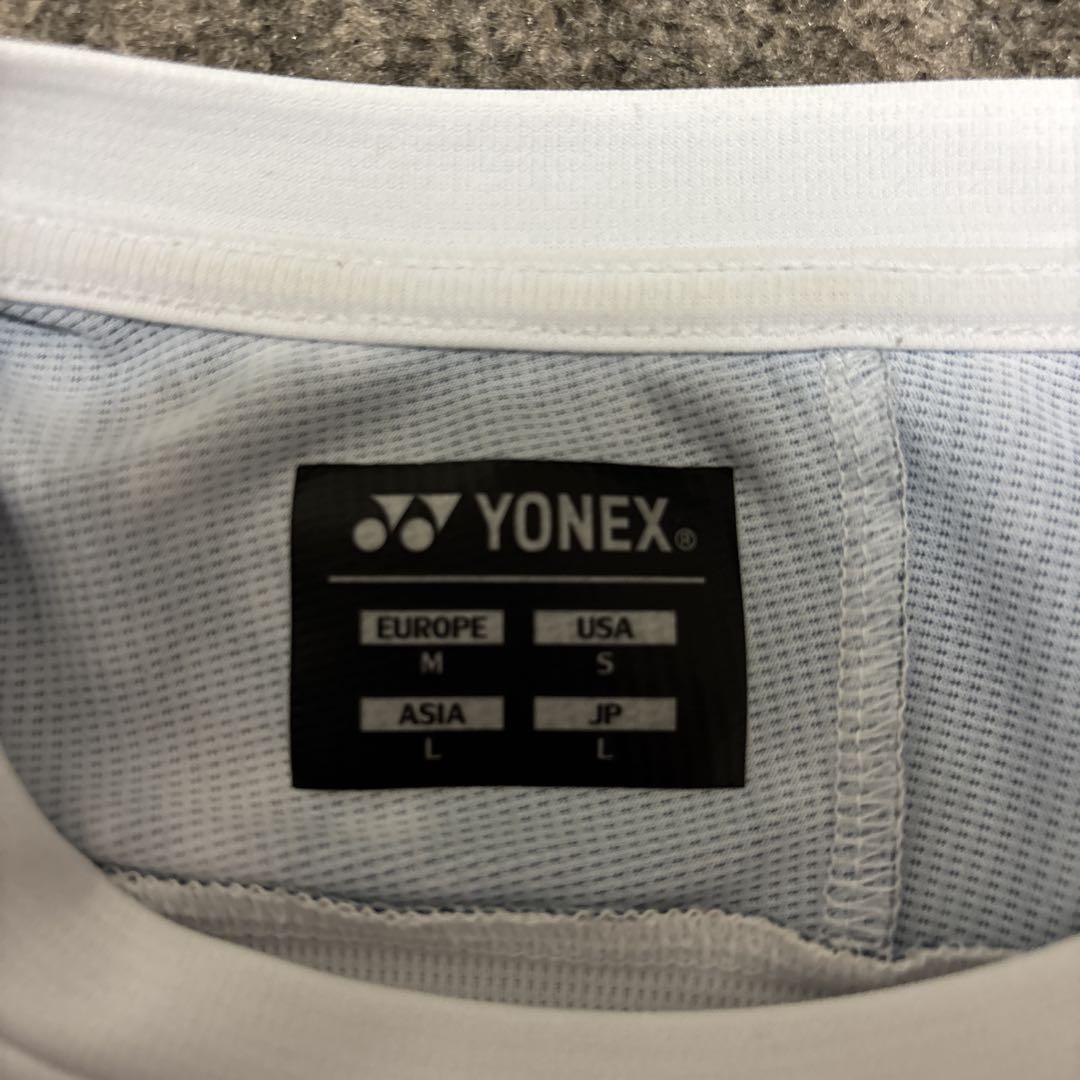 YONEX®
EUROPE USA
M S
ASIA JP
L L